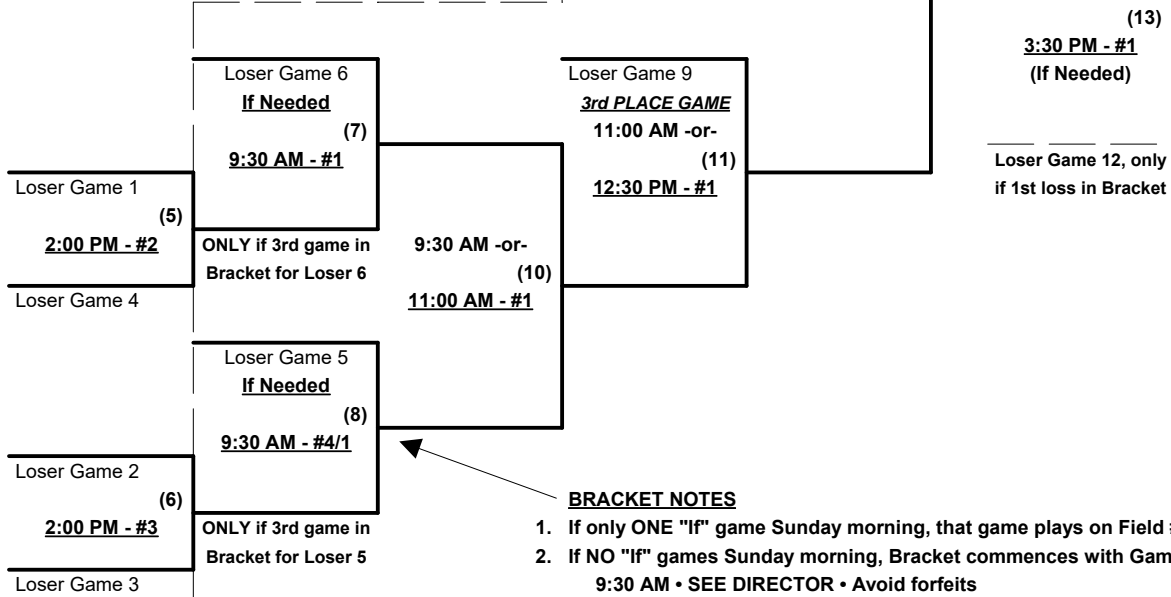 (13)
3:30 PM - #1
(If Needed)
Loser Game 12, only
if 1st loss in Bracket
Loser Game 9
3rd PLACE GAME
11:00 AM -or-
(11)
12:30 PM - #1
Loser Game 6
If Needed
(7)
9:30 AM - #1
ONLY if 3rd game in
Bracket for Loser 6
Loser Game 1
(5)
2:00 PM - #2
Loser Game 4
9:30 AM -or-
(10)
11:00 AM - #1
Loser Game 5
If Needed
(8)
9:30 AM - #4/1
ONLY if 3rd game in
Bracket for Loser 5
Loser Game 2
(6)
2:00 PM - #3
Loser Game 3
BRACKET NOTES
1. If only ONE "If" game Sunday morning, that game plays on Field
2. If NO "If" games Sunday morning, Bracket commences with Gam
9:30 AM • SEE DIRECTOR • Avoid forfeits